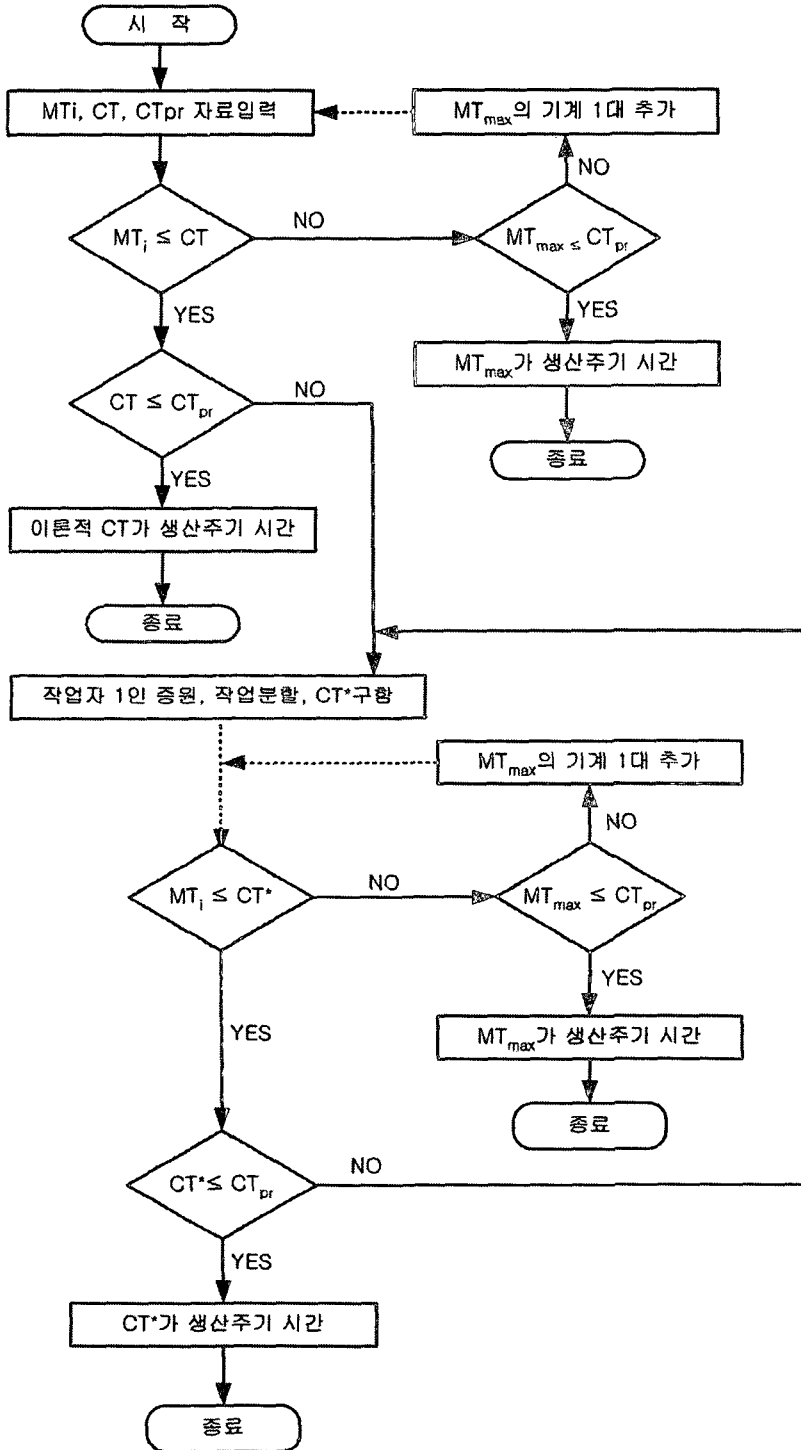 시 작
MTi, CT, CTpr 자료입력
MTmax의 기계 1대 추가
NO
MTi ≤ CT
NO
MTmax ≤ CTpr
YES
YES
CT ≤ CTpr
NO
MTmax가 생산주기 시간
종료
YES
이론적 CT가 생산주기 시간
종료
작업자 1인 증원, 작업분할, CT*구함
MTmax의 기계 1대 추가
NO
MTi ≤ CT*
NO
MTmax ≤ CTpr
YES
YES
MTmax가 생산주기 시간
종료
CT*≤ CTpr
NO
YES
CT*가 생산주기 시간
종료